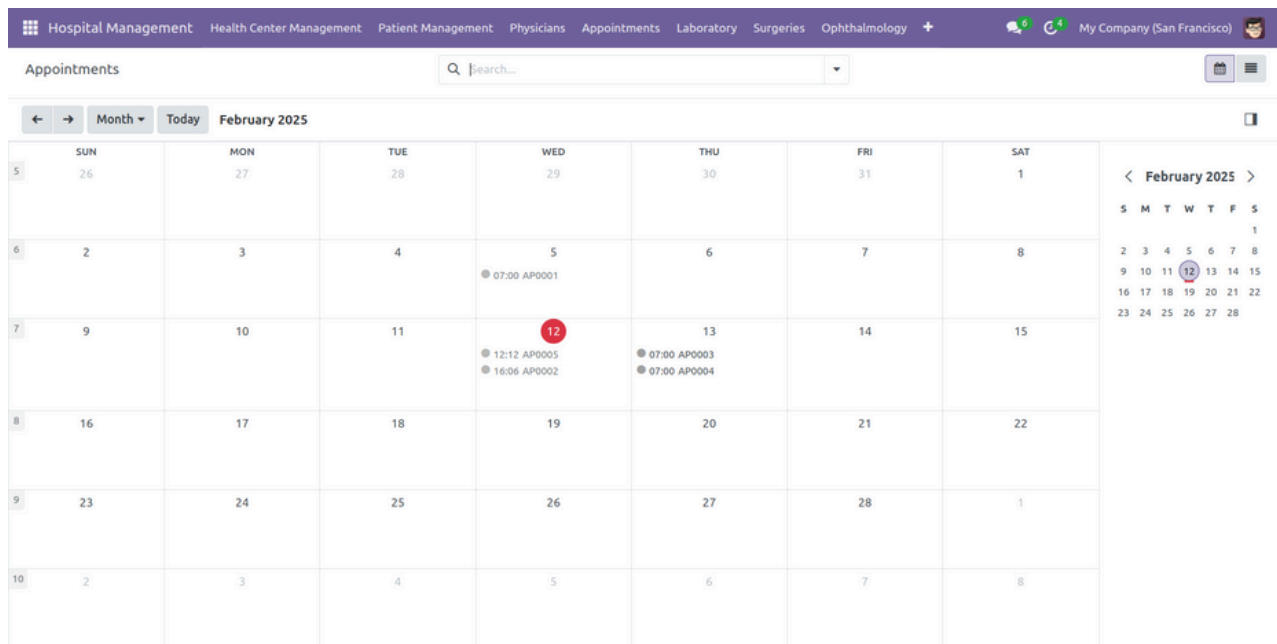 Hospital Management Health Center Management Patient Management Physicians Appointments Laboratory Surgeries Ophthalmology + 6 4 My Company (San Francisco)
Appointments Search...
← → Month Today February 2025
SUN MON TUE WED THU FRI SAT
5 26 27 28 29 30 31 1
6 2 3 4 5 6 7 8
07:00 AP0001
7 9 10 11 12 13 14 15
12:12 AP0005 07:00 AP0003
16:06 AP0002 07:00 AP0004
8 16 17 18 19 20 21 22
9 23 24 25 26 27 28 1
10 2 3 4 5 6 7 8
< February 2025 >
S M T W T F S
1
2 3 4 5 6 7 8
9 10 11 12 13 14 15
16 17 18 19 20 21 22
23 24 25 26 27 28